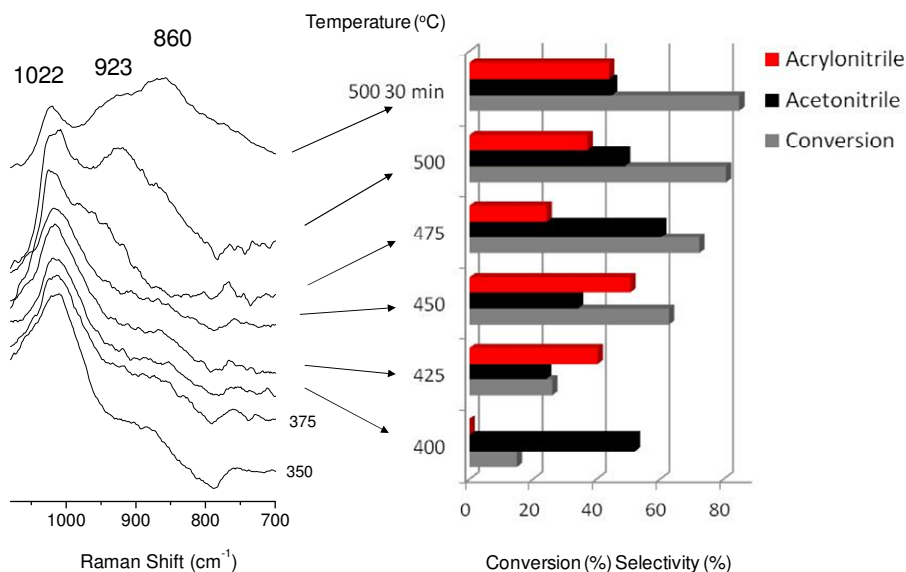 Temperature (°C)
860
923
1022
500 30 min
500
475
450
425
400
375
350
Acrylonitrile
Acetonitrile
Conversion
1000 900 800 700
0 20 40 60 80
Raman Shift (cm⁻¹)
Conversion (%) Selectivity (%)